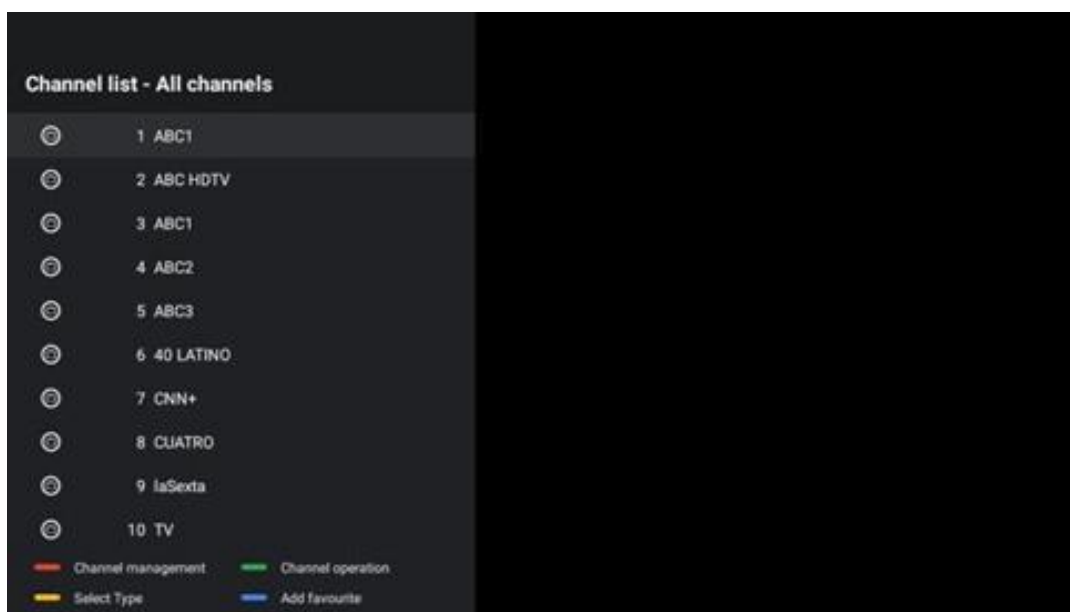 Channel list - All channels
1 ABC1
2 ABC HDTV
3 ABC1
4 ABC2
5 ABC3
6 40 LATINO
7 CNN+
8 CUATRO
9 laSexta
10 TV
Channel management Channel operation
Select Type Add favourite